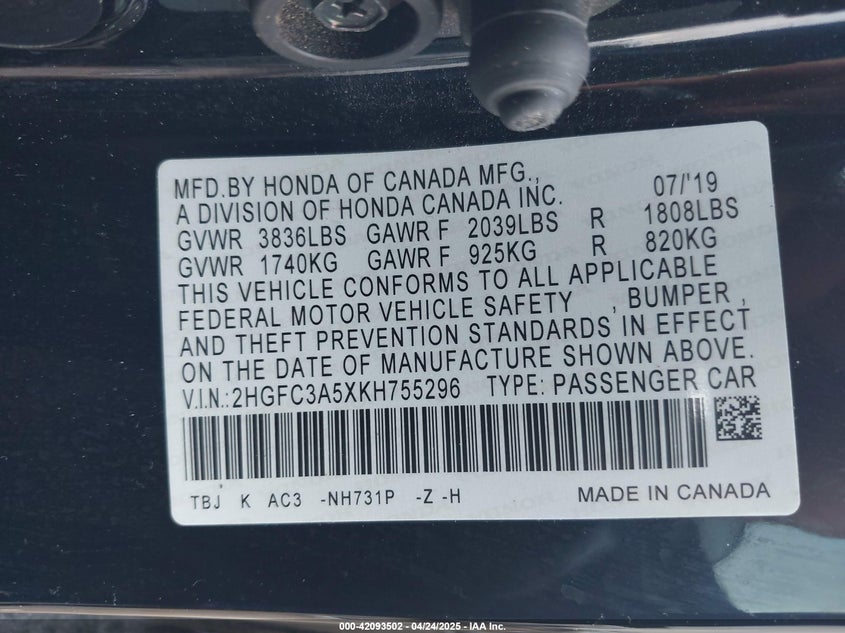 MFD.BY HONDA OF CANADA MFG., 07/'19
A DIVISION OF HONDA CANADA INC.
GVWR 3836LBS GAWR F 2039LBS R 1808LBS
GVWR 1740KG GAWR F 925KG R 820KG
THIS VEHICLE CONFORMS TO ALL APPLICABLE
FEDERAL MOTOR VEHICLE SAFETY , BUMPER ,
AND THEFT PREVENTION STANDARDS IN EFFECT
ON THE DATE OF MANUFACTURE SHOWN ABOVE.
V.I.N.:2HGFC3A5XKH755296 TYPE: PASSENGER CAR
TBJ K AC3 -NH731P -Z -H MADE IN CANADA
000-42093502 - 04/24/2025 - IAA Inc.